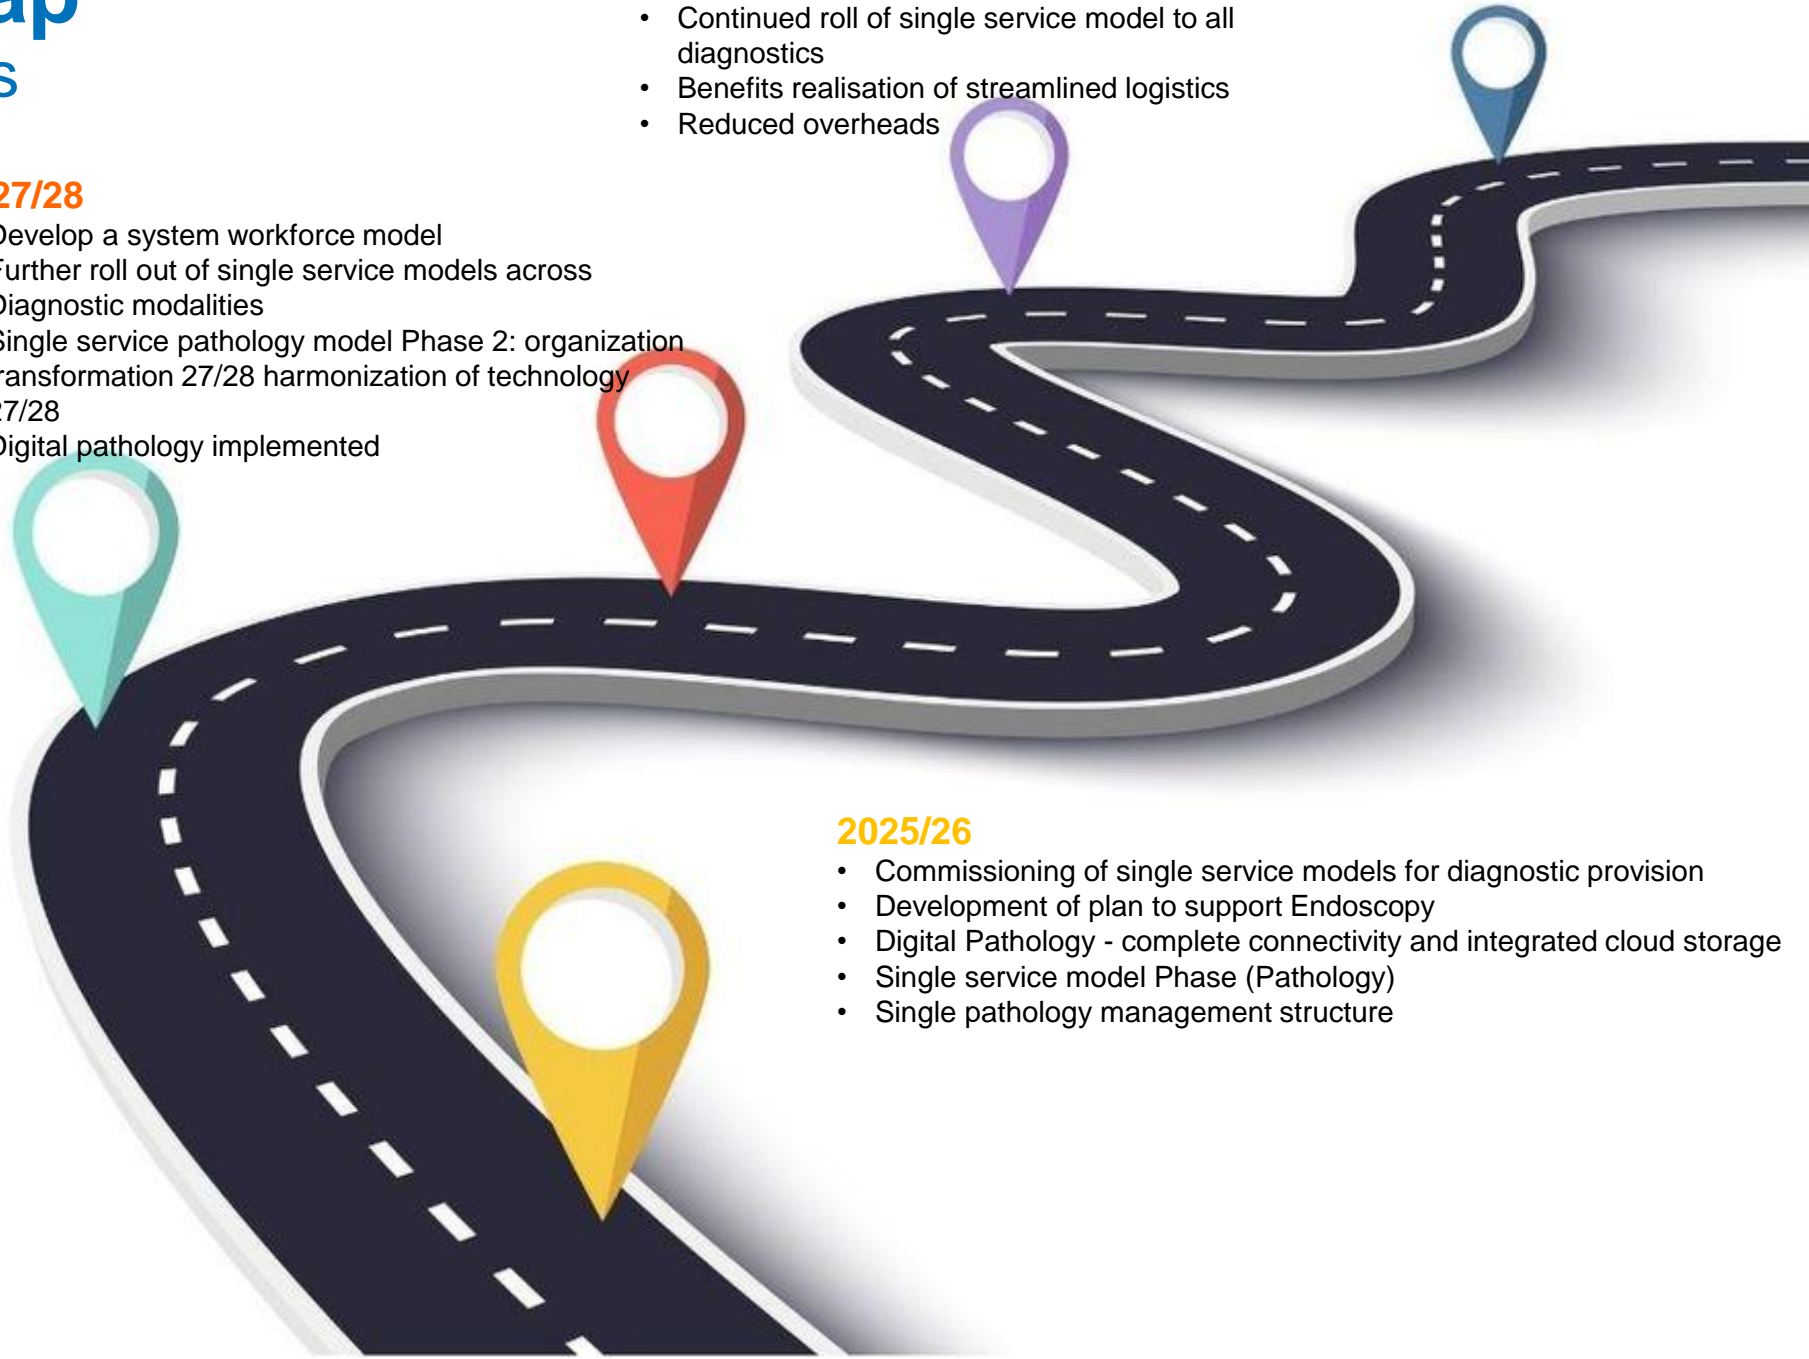 ap
s
• Continued roll of single service model to all
diagnostics
• Benefits realisation of streamlined logistics
• Reduced overheads
27/28
Develop a system workforce model
Further roll out of single service models across
Diagnostic modalities
Single service pathology model Phase 2: organization
transformation 27/28 harmonization of technology
27/28
Digital pathology implemented
2025/26
• Commissioning of single service models for diagnostic provision
• Development of plan to support Endoscopy
• Digital Pathology - complete connectivity and integrated cloud storage
• Single service model Phase (Pathology)
• Single pathology management structure